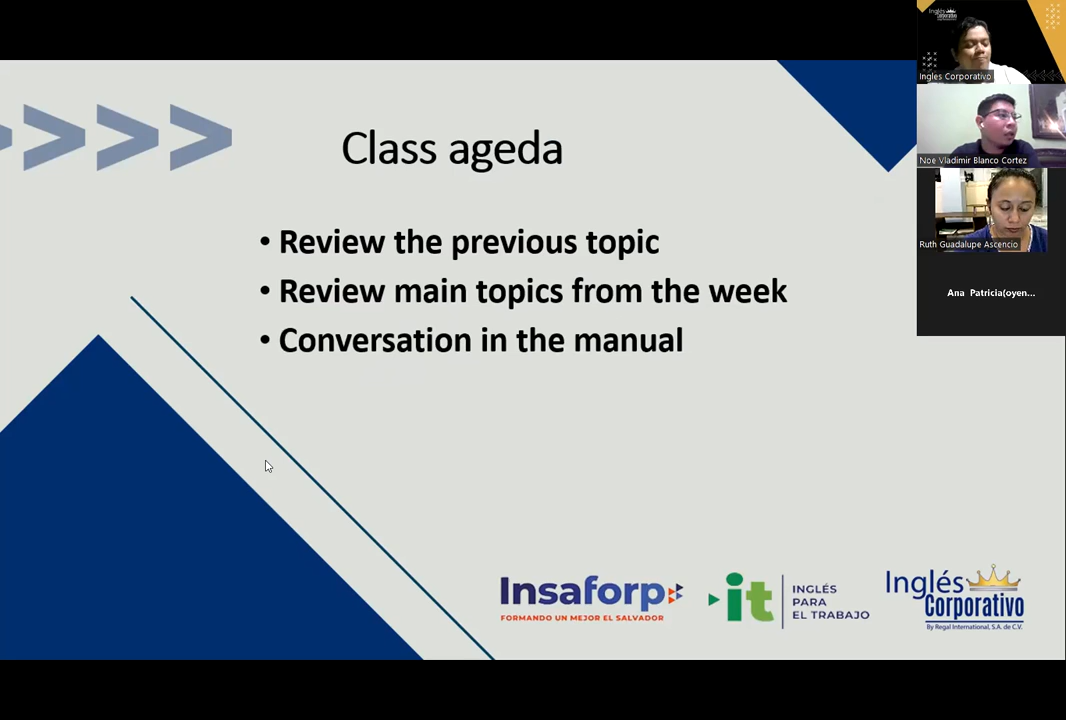 Class ageda
• Review the previous topic
• Review main topics from the week
• Conversation in the manual
Insaforp
FORMANDO UN MEJOR EL SALVADOR
it
INGLÉS
PARA
EL TRABAJO
Inglés
Corporativo
By Regal International, S.A. de C.V.
Inglés
Corporativo
Ingles Corporativo
Noe Vladimir Blanco Cortez
Ruth Guadalupe Ascencio
Ana Patricia(oyen...